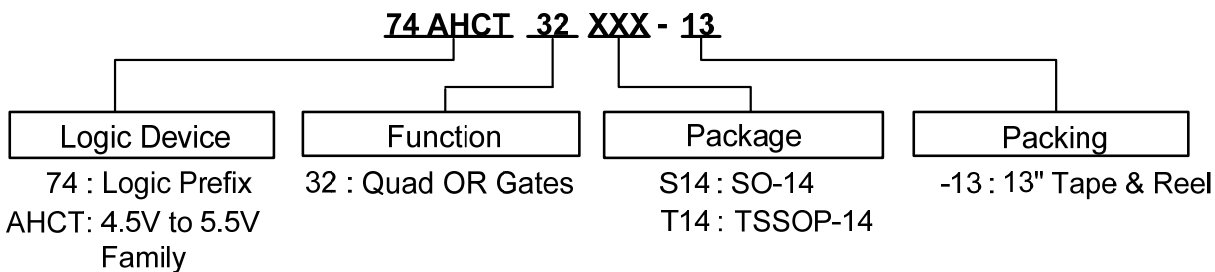 74 AHCT 32 XXX - 13
Logic Device
74 : Logic Prefix
AHCT: 4.5V to 5.5V
Family
Function
32 : Quad OR Gates
Package
S14 : SO-14
T14 : TSSOP-14
Packing
-13 : 13" Tape & Reel